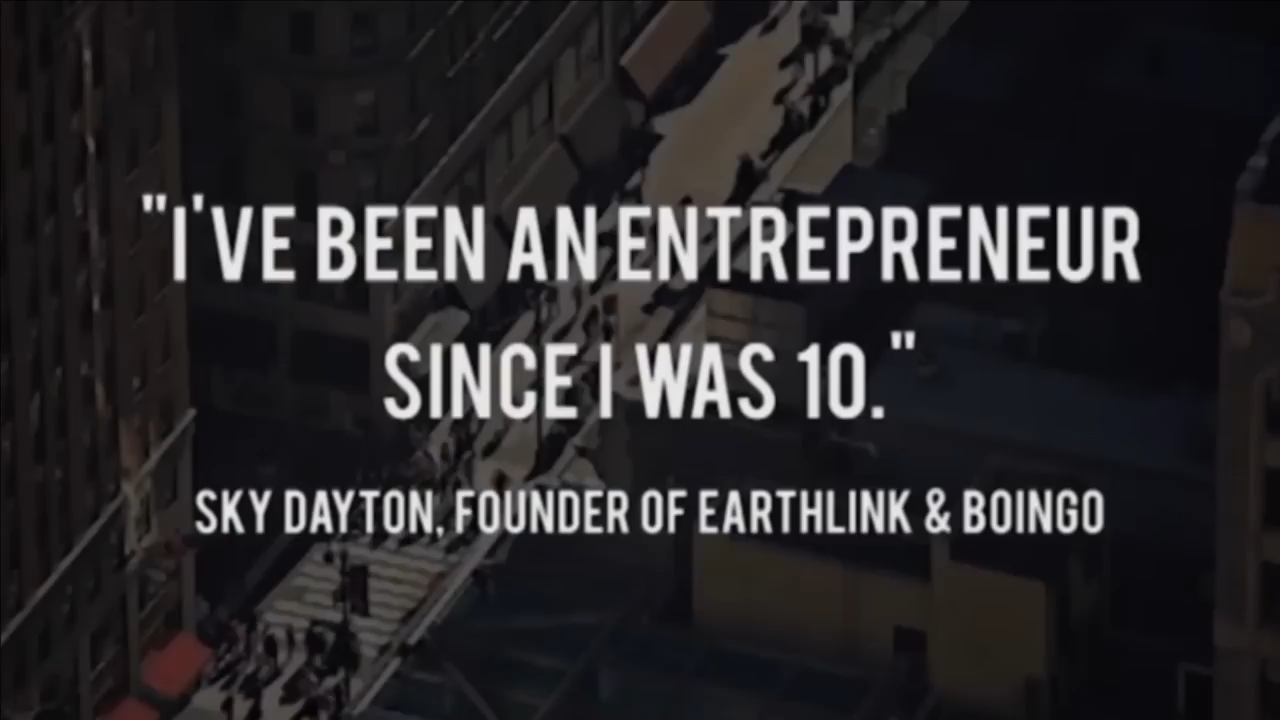 "I'VE BEEN AN ENTREPRENEUR
SINCE I WAS 10."
SKY DAYTON, FOUNDER OF EARTHLINK & BOINGO